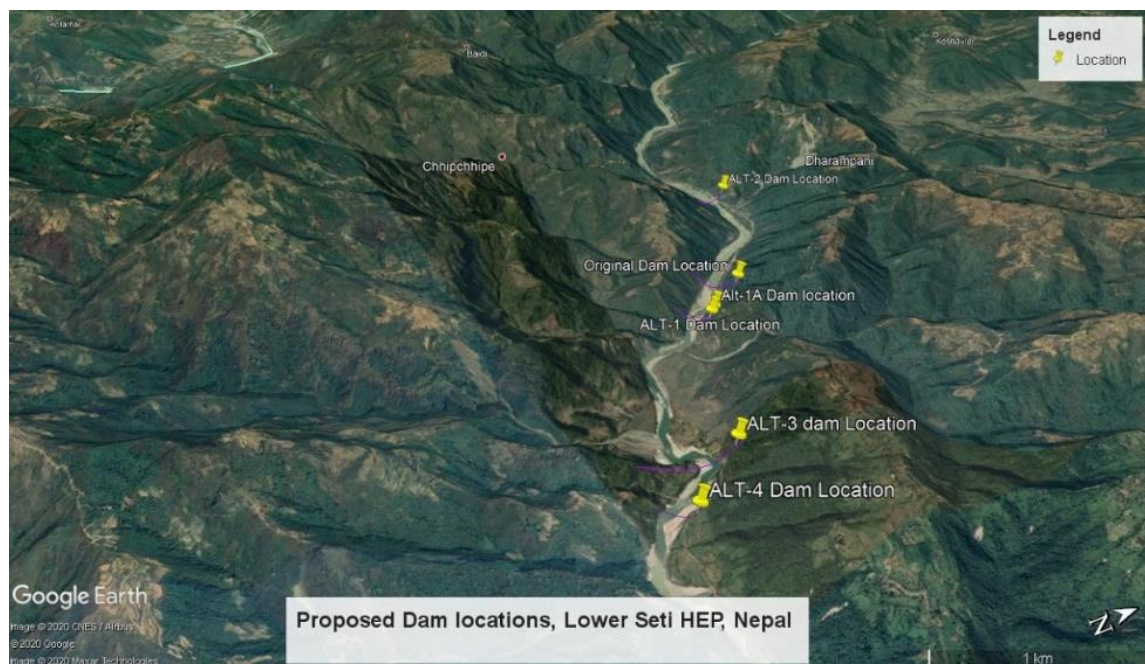 Baidi
Legend
Location
Chhipchhipe
Dharampani
ALT-2 Dam Location
Original Dam Location
Alt-1A Dam location
ALT-1 Dam Location
ALT-3 dam Location
ALT-4 Dam Location
Google Earth
Image © 2020 CNES / Airbus
© 2020 Google
Image © 2020 Maxar Technologies
Proposed Dam locations, Lower Seti HEP, Nepal
N
1 km